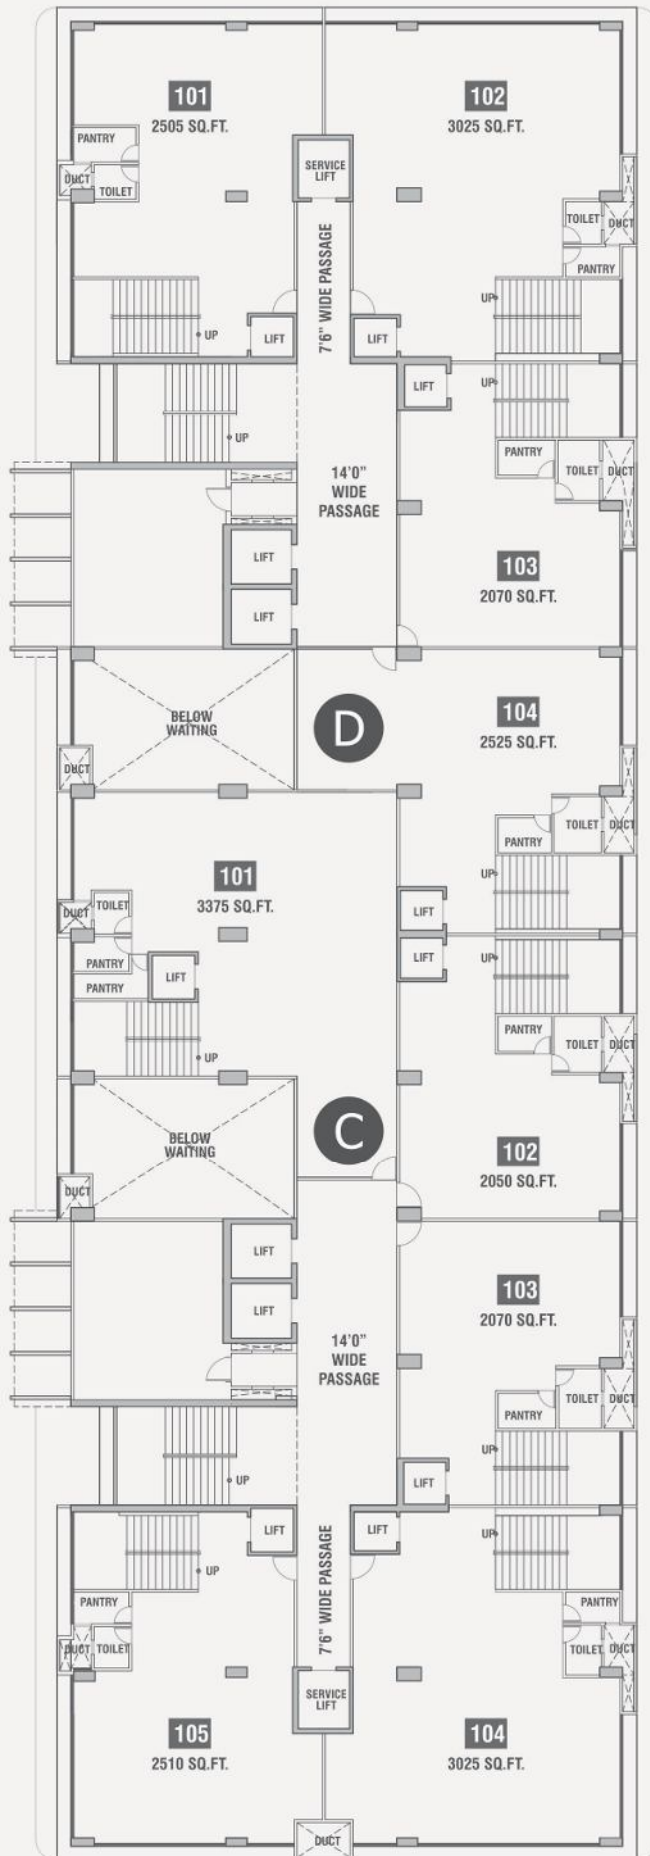 101
2505 SQ.FT.
102
3025 SQ.FT.
PANTRY
DUCT
TOILET
SERVICE
LIFT
TOILET
DUCT
PANTRY
7'6" WIDE PASSAGE
UP
UP
LIFT
LIFT
LIFT
UP
UP
PANTRY
TOILET
DUCT
14'0"
WIDE
PASSAGE
LIFT
LIFT
103
2070 SQ.FT.
BELOW
WAITING
D
104
2525 SQ.FT.
DUCT
PANTRY
TOILET
DUCT
UP
101
3375 SQ.FT.
DUCT
TOILET
LIFT
PANTRY
PANTRY
LIFT
LIFT
UP
UP
PANTRY
TOILET
DUCT
BELOW
WAITING
C
102
2050 SQ.FT.
DUCT
LIFT
LIFT
103
2070 SQ.FT.
14'0"
WIDE
PASSAGE
PANTRY
TOILET
DUCT
UP
UP
LIFT
LIFT
LIFT
UP
UP
7'6" WIDE PASSAGE
PANTRY
DUCT
TOILET
PANTRY
TOILET
DUCT
SERVICE
LIFT
105
2510 SQ.FT.
104
3025 SQ.FT.
DUCT